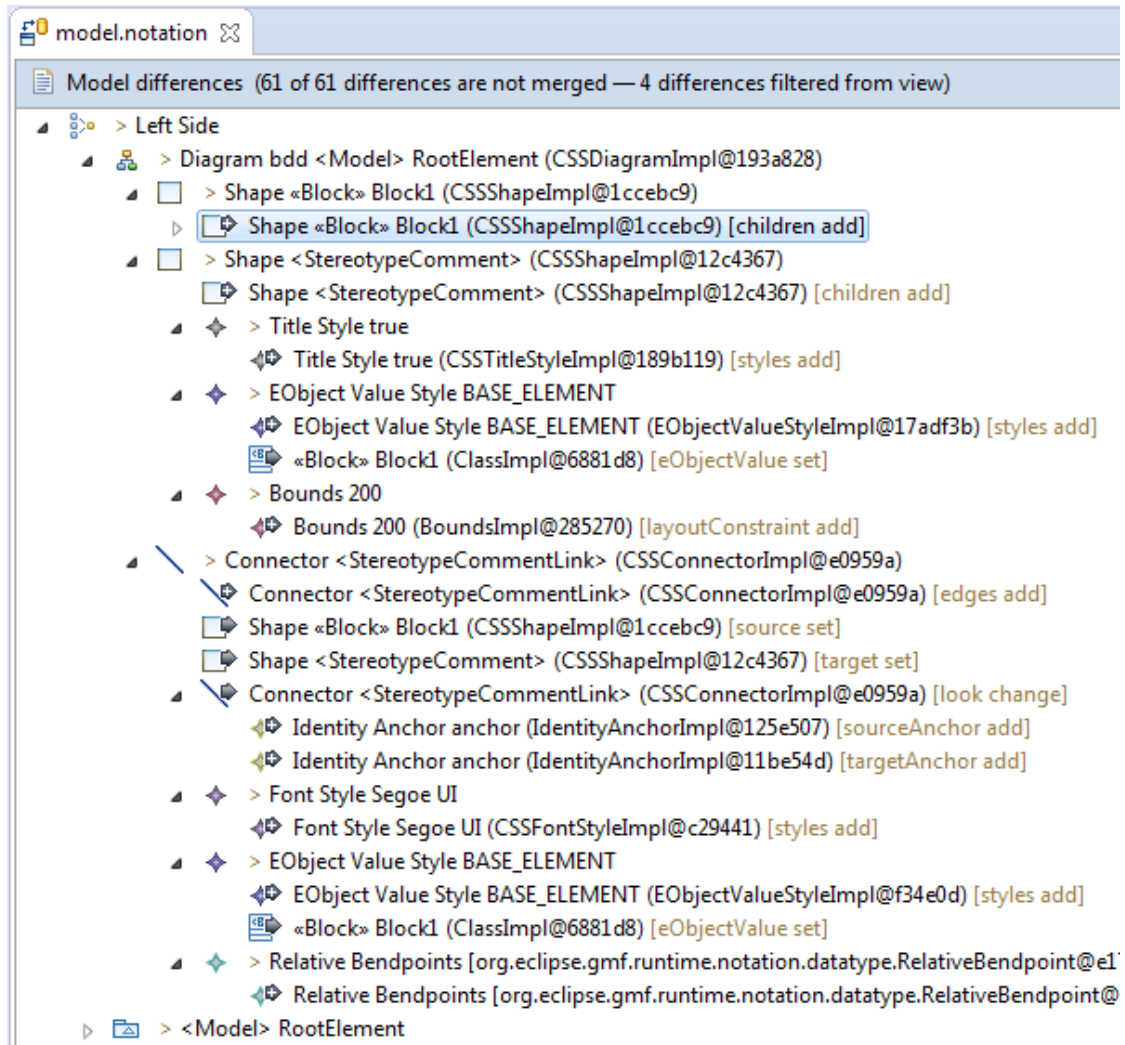 model.notation
Model differences (61 of 61 differences are not merged — 4 differences filtered from view)
> Left Side
> Diagram bdd <Model> RootElement (CSSDiagramImpl@193a828)
> Shape «Block» Block1 (CSSShapeImpl@1ccebc9)
Shape «Block» Block1 (CSSShapeImpl@1ccebc9) [children add]
> Shape <StereotypeComment> (CSSShapeImpl@12c4367)
Shape <StereotypeComment> (CSSShapeImpl@12c4367) [children add]
> Title Style true
Title Style true (CSSTitleStyleImpl@189b119) [styles add]
> EObject Value Style BASE_ELEMENT
EObject Value Style BASE_ELEMENT (EObjectValueStyleImpl@17adf3b) [styles add]
«Block» Block1 (ClassImpl@6881d8) [eObjectValue set]
> Bounds 200
Bounds 200 (BoundsImpl@285270) [layoutConstraint add]
> Connector <StereotypeCommentLink> (CSSConnectorImpl@e0959a)
Connector <StereotypeCommentLink> (CSSConnectorImpl@e0959a) [edges add]
Shape «Block» Block1 (CSSShapeImpl@1ccebc9) [source set]
Shape <StereotypeComment> (CSSShapeImpl@12c4367) [target set]
Connector <StereotypeCommentLink> (CSSConnectorImpl@e0959a) [look change]
Identity Anchor anchor (IdentityAnchorImpl@125e507) [sourceAnchor add]
Identity Anchor anchor (IdentityAnchorImpl@11be54d) [targetAnchor add]
> Font Style Segoe UI
Font Style Segoe UI (CSSFontStyleImpl@c29441) [styles add]
> EObject Value Style BASE_ELEMENT
EObject Value Style BASE_ELEMENT (EObjectValueStyleImpl@f34e0d) [styles add]
«Block» Block1 (ClassImpl@6881d8) [eObjectValue set]
> Relative Bendpoints [org.eclipse.gmf.runtime.notation.datatype.RelativeBendpoint@e1
Relative Bendpoints [org.eclipse.gmf.runtime.notation.datatype.RelativeBendpoint@
> <Model> RootElement